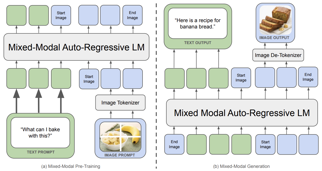 Start
Image
End
Image
Mixed-Modal Auto-Regressive LM
Start
Image
Image Tokenizer
"What can I bake
with this?"
TEXT PROMPT
IMAGE PROMPT
(a) Mixed-Modal Pre-Training
"Here is a recipe for
banana bread."
TEXT OUTPUT
IMAGE OUTPUT
Image De-Tokenizer
Start
Image
End
Image
Mixed Modal Auto-Regressive LM
End
Image
Start
Image
(b) Mixed-Modal Generation